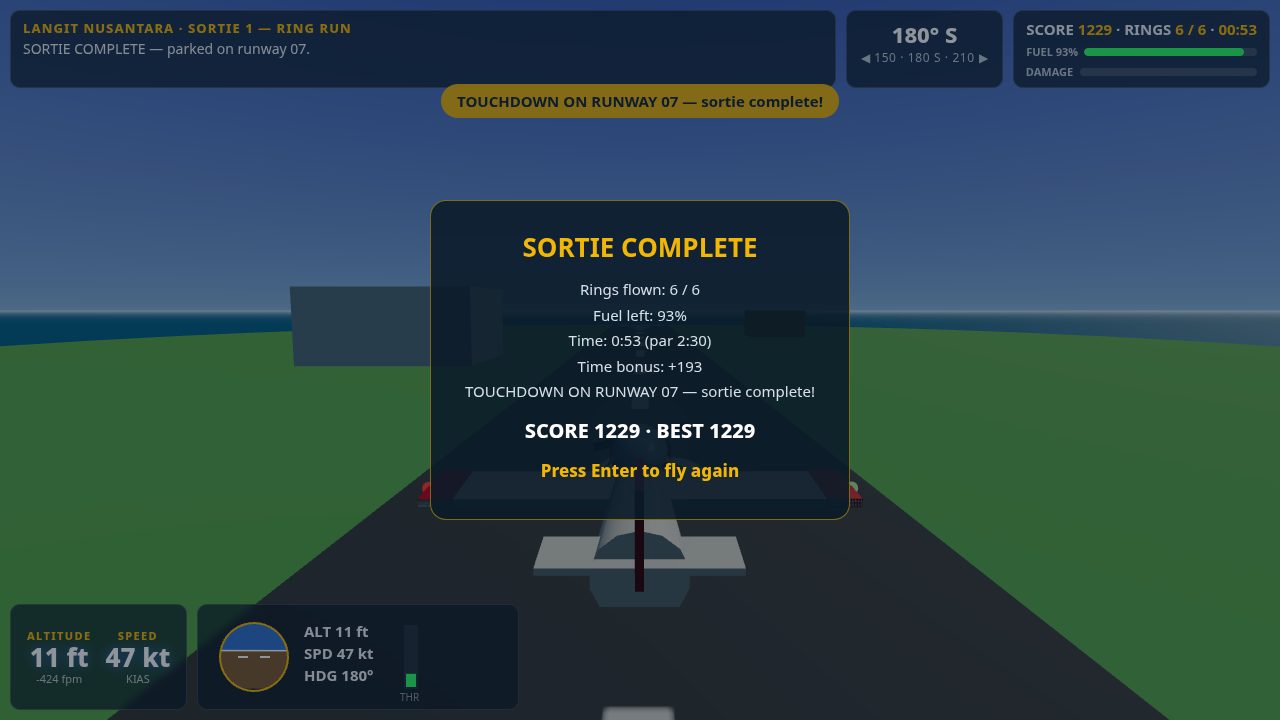 LANGIT NUSANTARA · SORTIE 1 — RING RUN
SORTIE COMPLETE — parked on runway 07.
180° S
◀ 150 · 180 S · 210 ▶
SCORE 1229 · RINGS 6 / 6 · 00:53
FUEL 93%
DAMAGE
TOUCHDOWN ON RUNWAY 07 — sortie complete!
SORTIE COMPLETE
Rings flown: 6 / 6
Fuel left: 93%
Time: 0:53 (par 2:30)
Time bonus: +193
TOUCHDOWN ON RUNWAY 07 — sortie complete!
SCORE 1229 · BEST 1229
Press Enter to fly again
ALTITUDE SPEED
11 ft 47 kt
-424 fpm KIAS
ALT 11 ft
SPD 47 kt
HDG 180°
THR